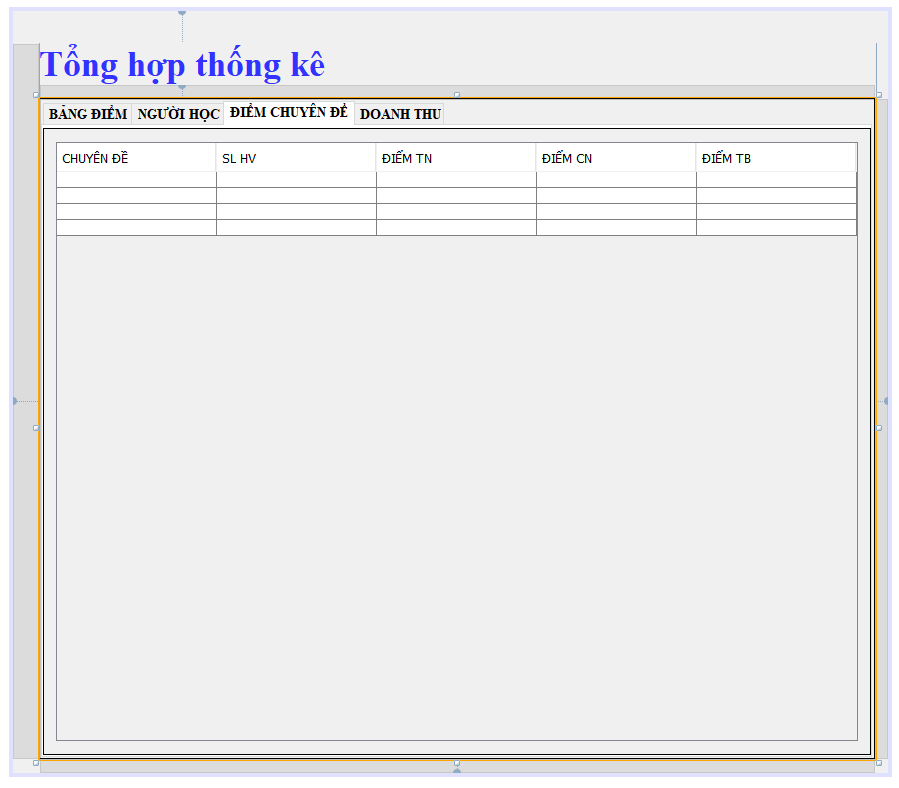 Tổng hợp thống kê
BẢNG ĐIỂM NGƯỜI HỌC ĐIỂM CHUYÊN ĐỀ DOANH THU
CHUYÊN ĐỀ SL HV ĐIỂM TN ĐIỂM CN ĐIỂM TB